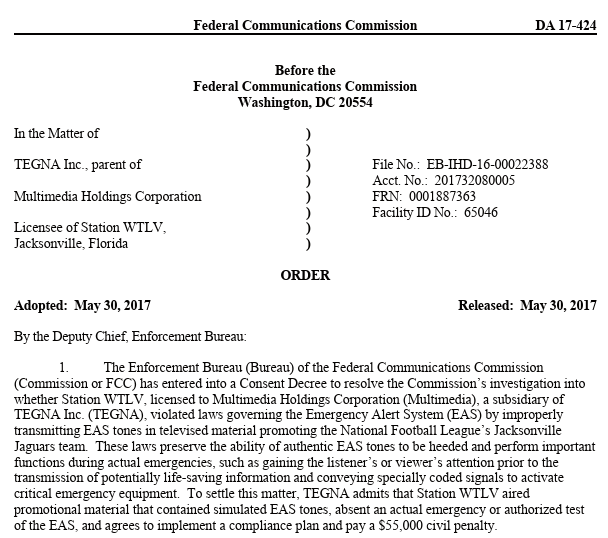 Federal Communications Commission DA 17-424
Before the
Federal Communications Commission
Washington, DC 20554
In the Matter of )
)
TEGNA Inc., parent of ) File No.: EB-IHD-16-00022388
) Acct. No.: 201732080005
Multimedia Holdings Corporation ) FRN: 0001887363
) Facility ID No.: 65046
Licensee of Station WTLV, )
Jacksonville, Florida )
ORDER
Adopted: May 30, 2017 Released: May 30, 2017
By the Deputy Chief, Enforcement Bureau:
1. The Enforcement Bureau (Bureau) of the Federal Communications Commission
(Commission or FCC) has entered into a Consent Decree to resolve the Commission's investigation into
whether Station WTLV, licensed to Multimedia Holdings Corporation (Multimedia), a subsidiary of
TEGNA Inc. (TEGNA), violated laws governing the Emergency Alert System (EAS) by improperly
transmitting EAS tones in televised material promoting the National Football League's Jacksonville
Jaguars team. These laws preserve the ability of authentic EAS tones to be heeded and perform important
functions during actual emergencies, such as gaining the listener's or viewer's attention prior to the
transmission of potentially life-saving information and conveying specially coded signals to activate
critical emergency equipment. To settle this matter, TEGNA admits that Station WTLV aired
promotional material that contained simulated EAS tones, absent an actual emergency or authorized test
of the EAS, and agrees to implement a compliance plan and pay a $55,000 civil penalty.